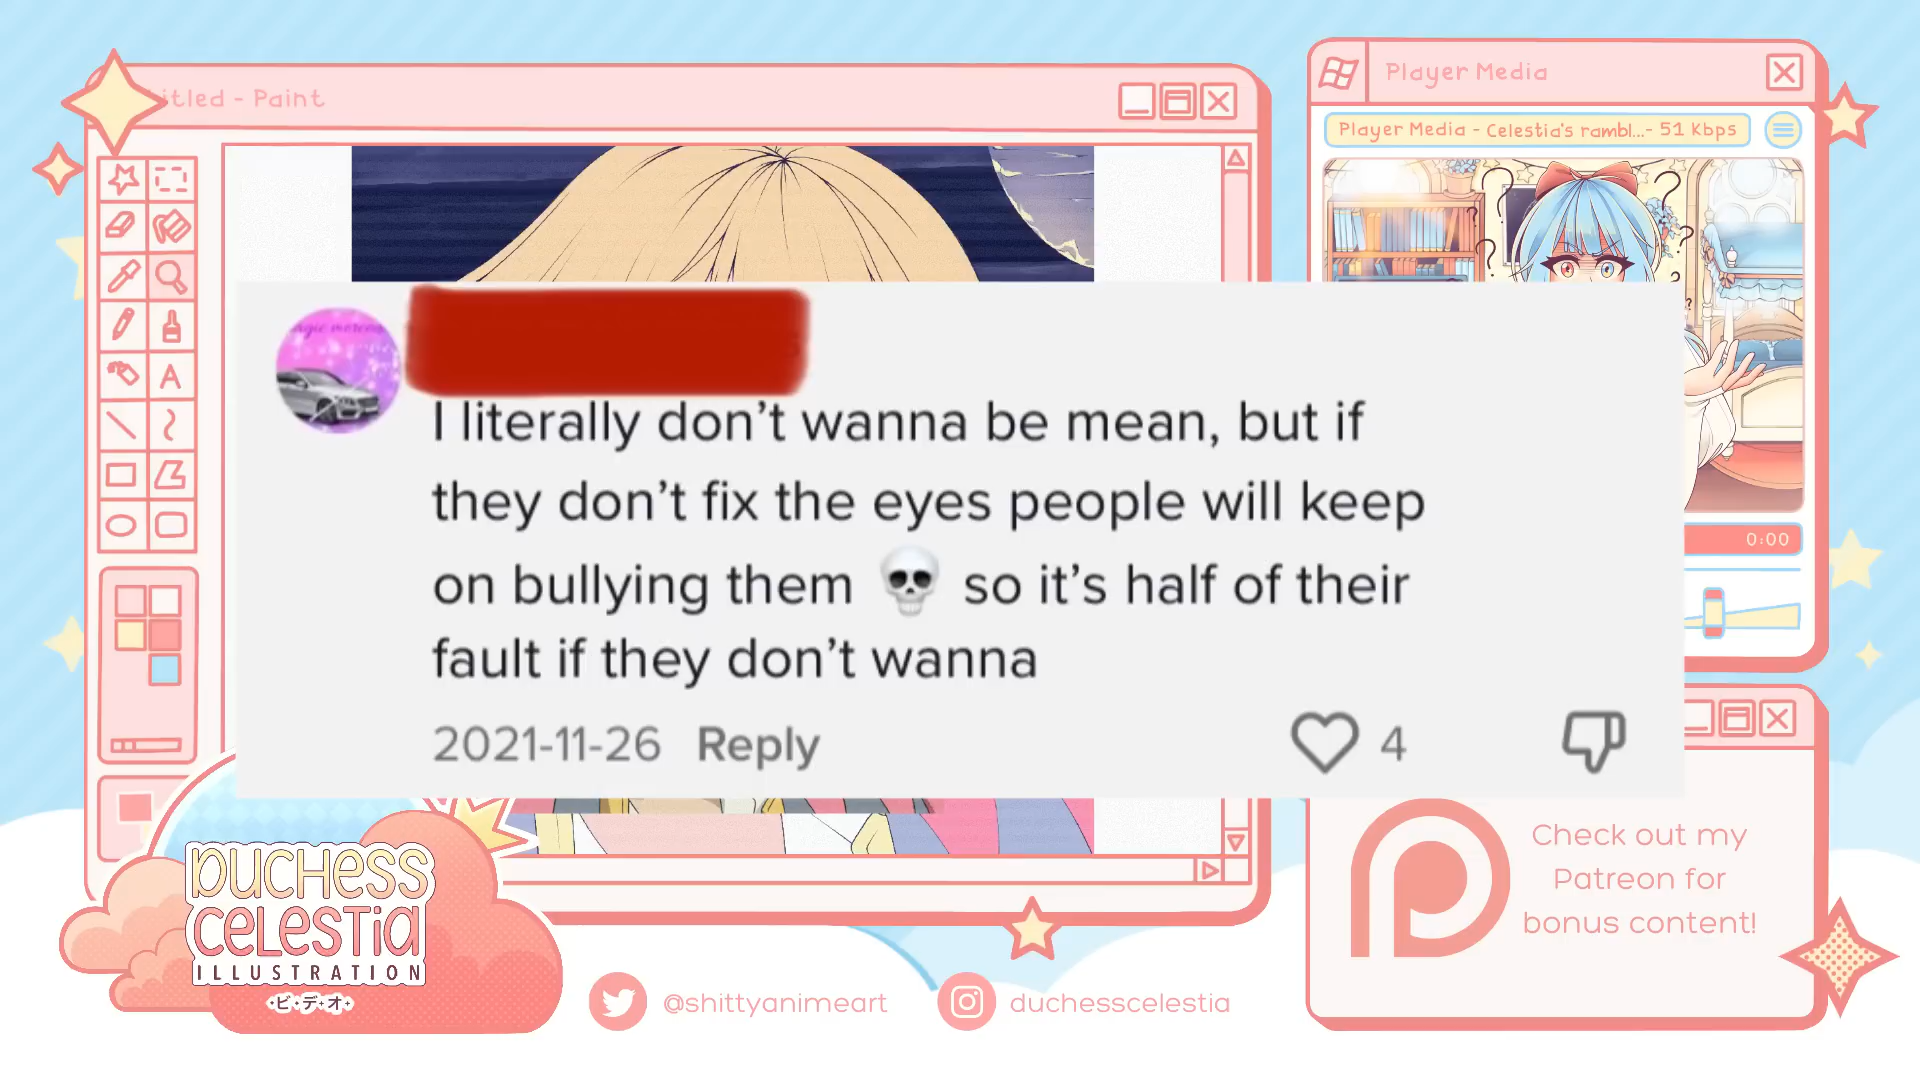 titled - Paint
Player Media
Player Media - Celestia's rambl...- 51 Kbps
I literally don't wanna be mean, but if
they don't fix the eyes people will keep
on bullying them 💀 so it's half of their
fault if they don't wanna
2021-11-26 Reply 4
0:00
A
Check out my
Patreon for
bonus content!
DUCHESS
CELESTIA
ILLUSTRATION
・ビ・デ・オ・
@shittyanimeart
duchesscelestia